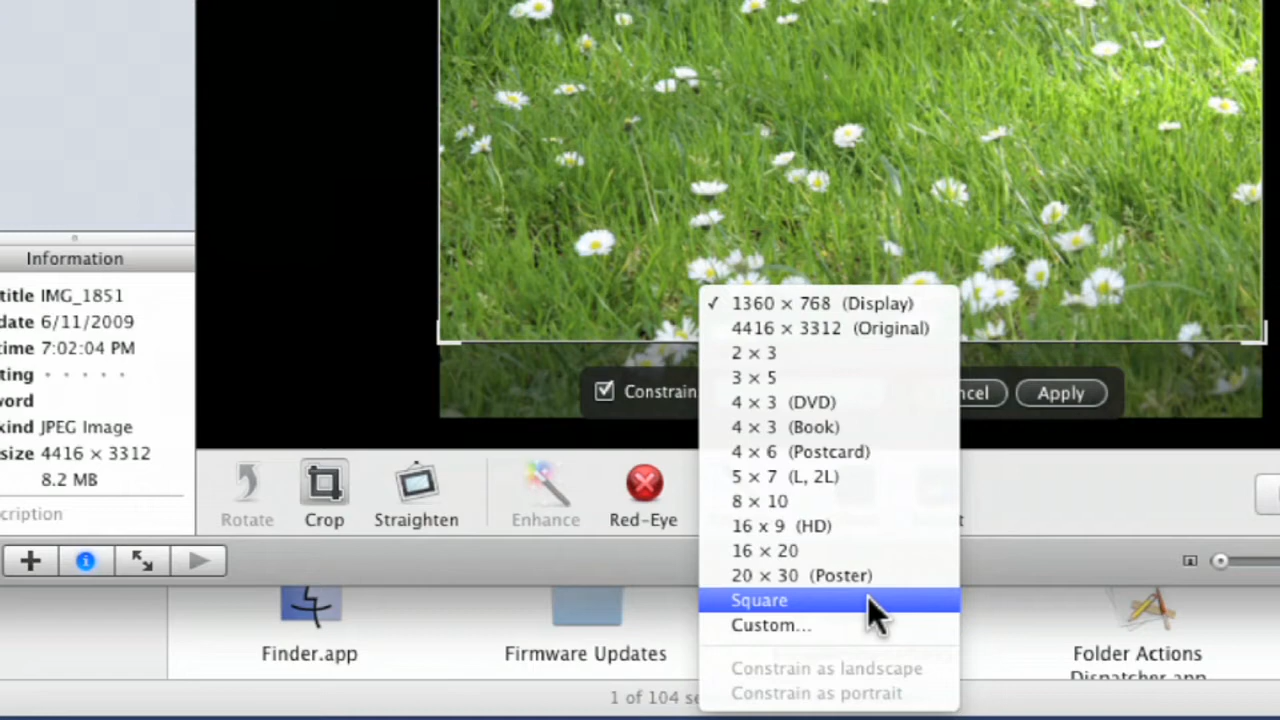 Information
title IMG_1851
date 6/11/2009
time 7:02:04 PM
ting
word
kind JPEG Image
size 4416 × 3312
8.2 MB
cription
✓ 1360 × 768 (Display)
4416 × 3312 (Original)
2 × 3
3 × 5
4 × 3 (DVD)
4 × 3 (Book)
4 × 6 (Postcard)
5 × 7 (L, 2L)
8 × 10
16 x 9 (HD)
16 × 20
20 × 30 (Poster)
Square
Custom...
Constrain as landscape
Constrain as portrait
Constrain
ncel
Apply
Rotate
Crop
Straighten
Enhance
Red-Eye
Finder.app
Firmware Updates
Folder Actions
Dispatcher.app
1 of 104 se